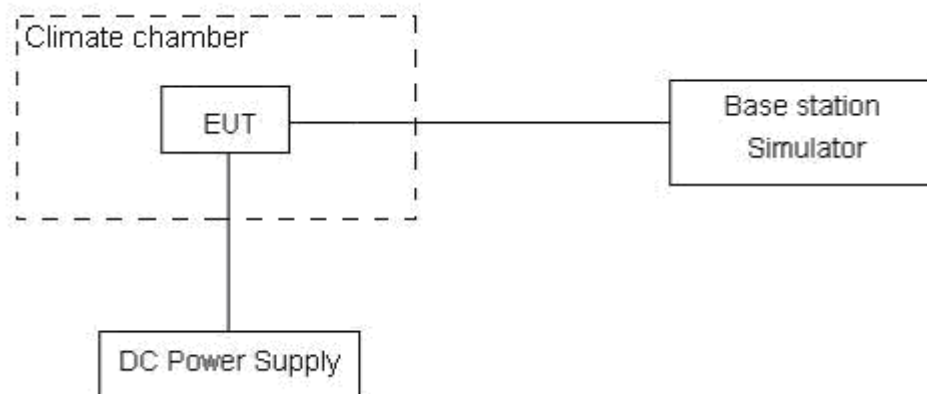 Climate chamber
EUT
Base station
Simulator
DC Power Supply